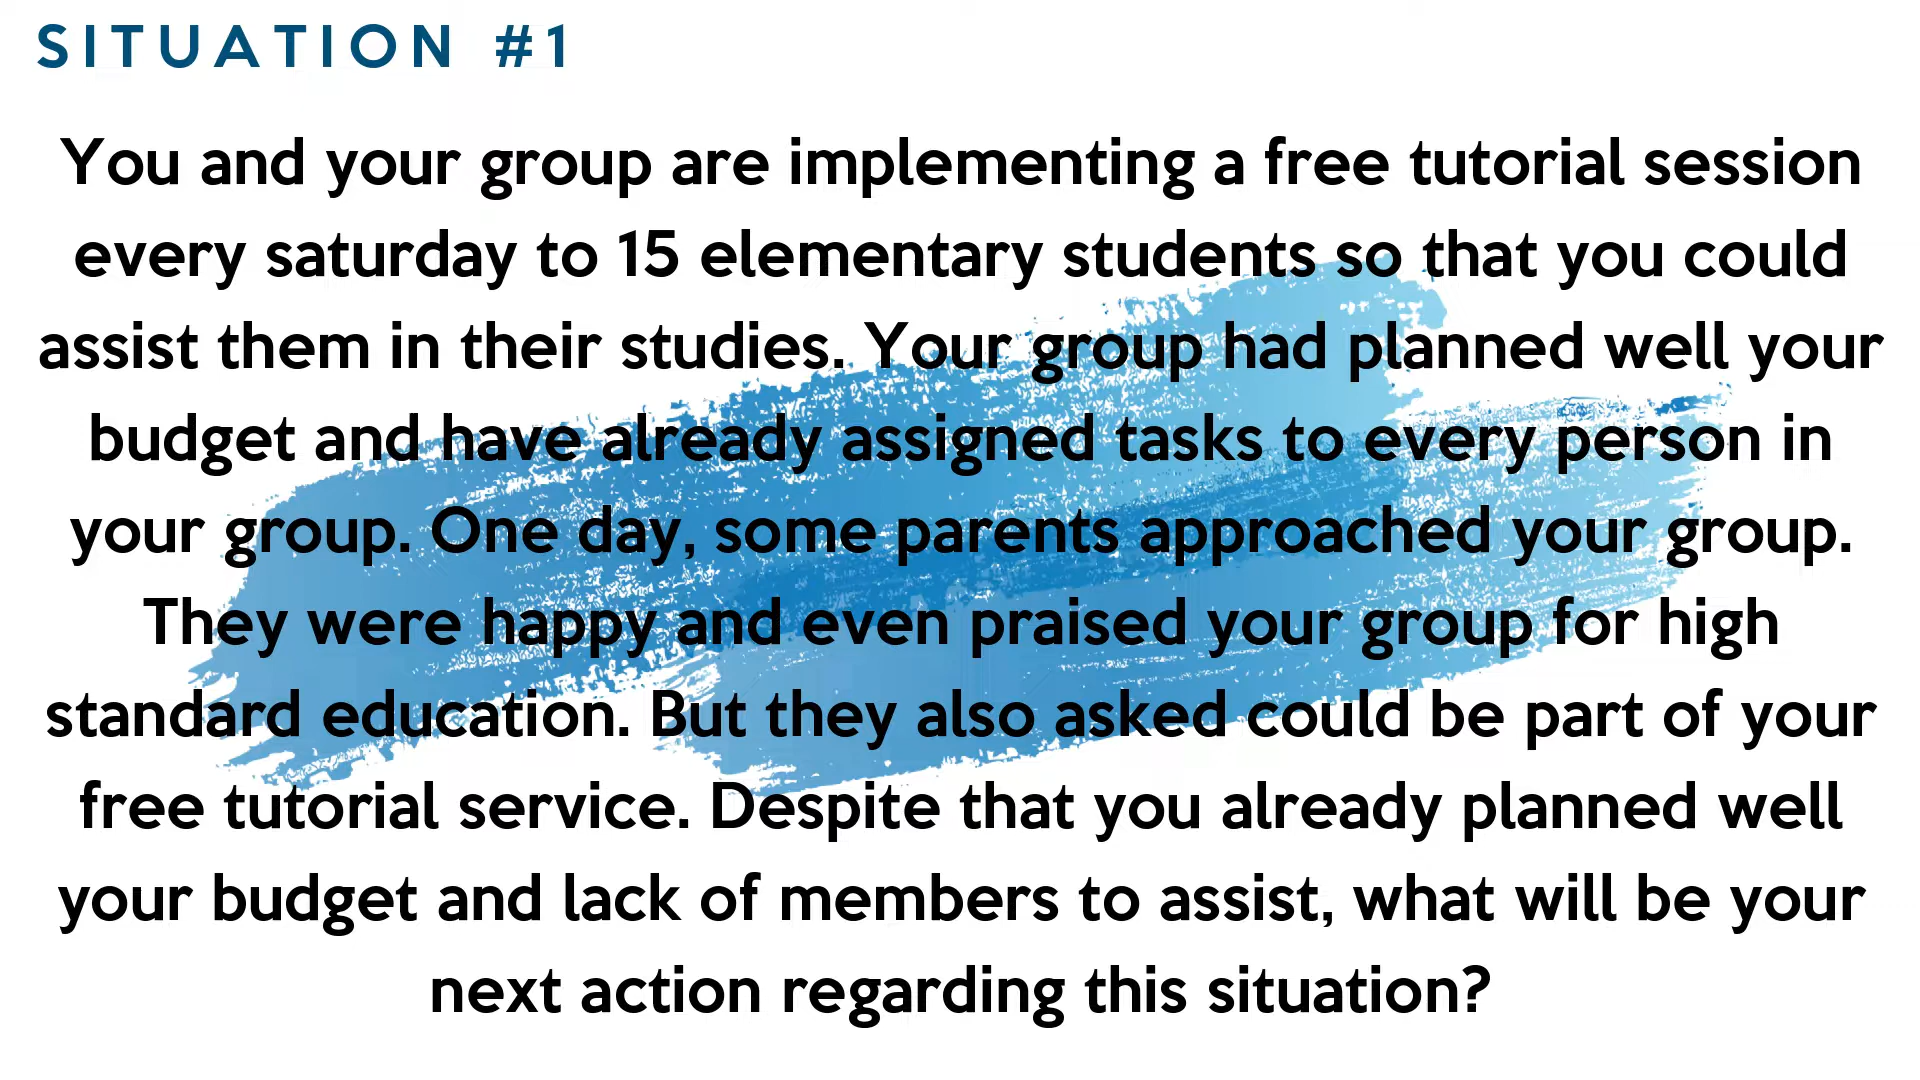 SITUATION #1
You and your group are implementing a free tutorial session
every saturday to 15 elementary students so that you could
assist them in their studies. Your group had planned well your
budget and have already assigned tasks to every person in
your group. One day, some parents approached your group.
They were happy and even praised your group for high
standard education. But they also asked could be part of your
free tutorial service. Despite that you already planned well
your budget and lack of members to assist, what will be your
next action regarding this situation?